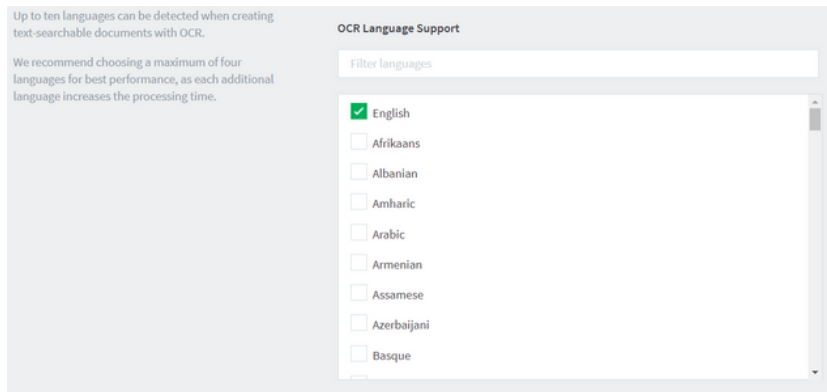 Up to ten languages can be detected when creating
text-searchable documents with OCR.
We recommend choosing a maximum of four
languages for best performance, as each additional
language increases the processing time.
OCR Language Support
Filter languages
English
Afrikaans
Albanian
Amharic
Arabic
Armenian
Assamese
Azerbaijani
Basque